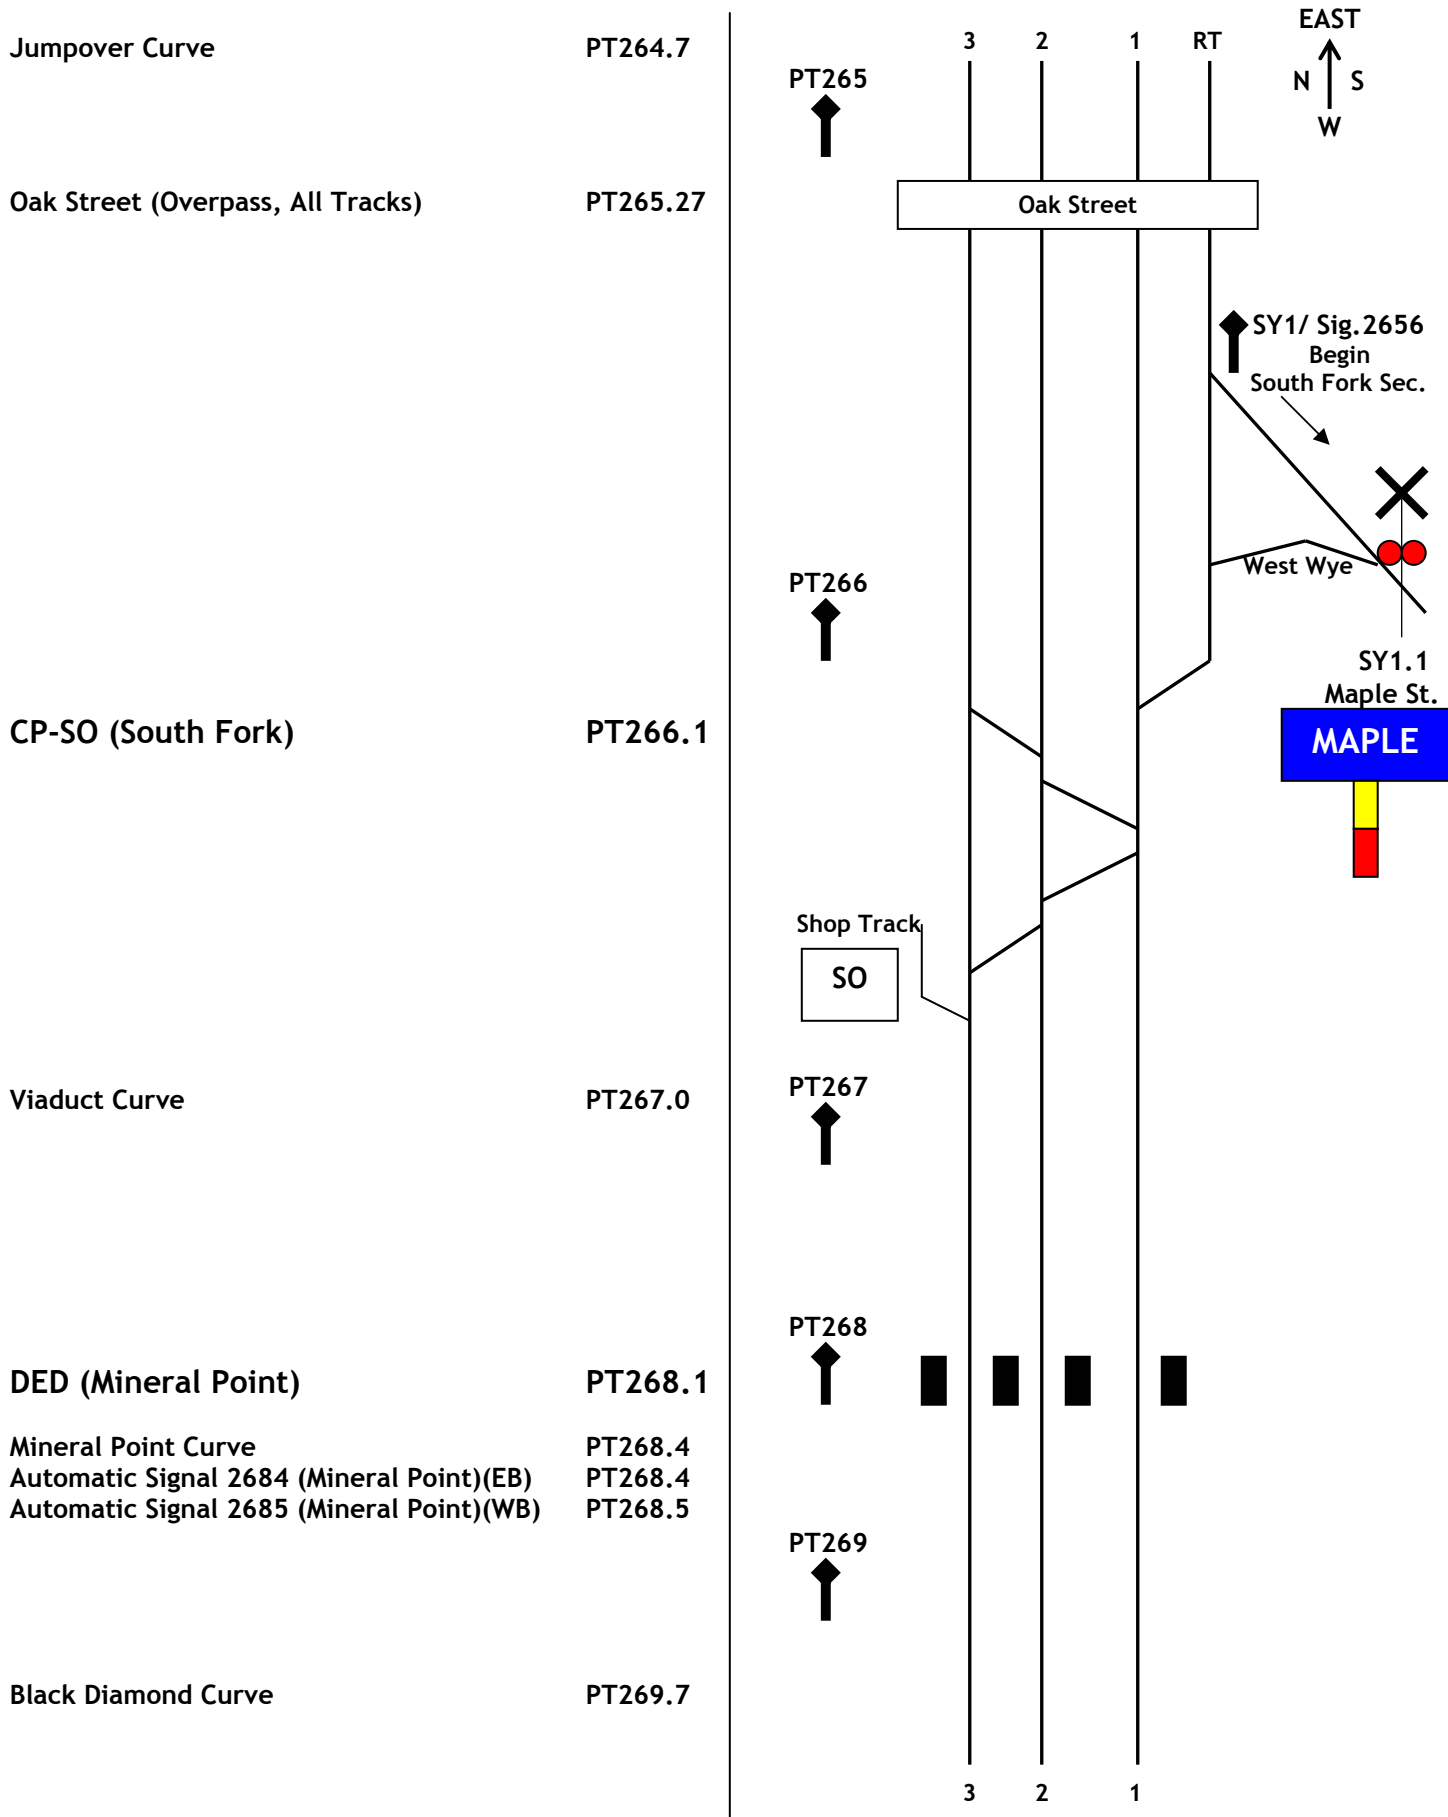 Jumpover Curve PT264.7
Oak Street (Overpass, All Tracks) PT265.27
CP-SO (South Fork) PT266.1
Viaduct Curve PT267.0
DED (Mineral Point) PT268.1
Mineral Point Curve PT268.4
Automatic Signal 2684 (Mineral Point)(EB) PT268.4
Automatic Signal 2685 (Mineral Point)(WB) PT268.5
Black Diamond Curve PT269.7
3 2 1 RT
EAST
N S
W
PT265
Oak Street
SY1/ Sig.2656
Begin
South Fork Sec.
West Wye
PT266
SY1.1
Maple St.
MAPLE
Shop Track
SO
PT267
PT268
PT269
3 2 1